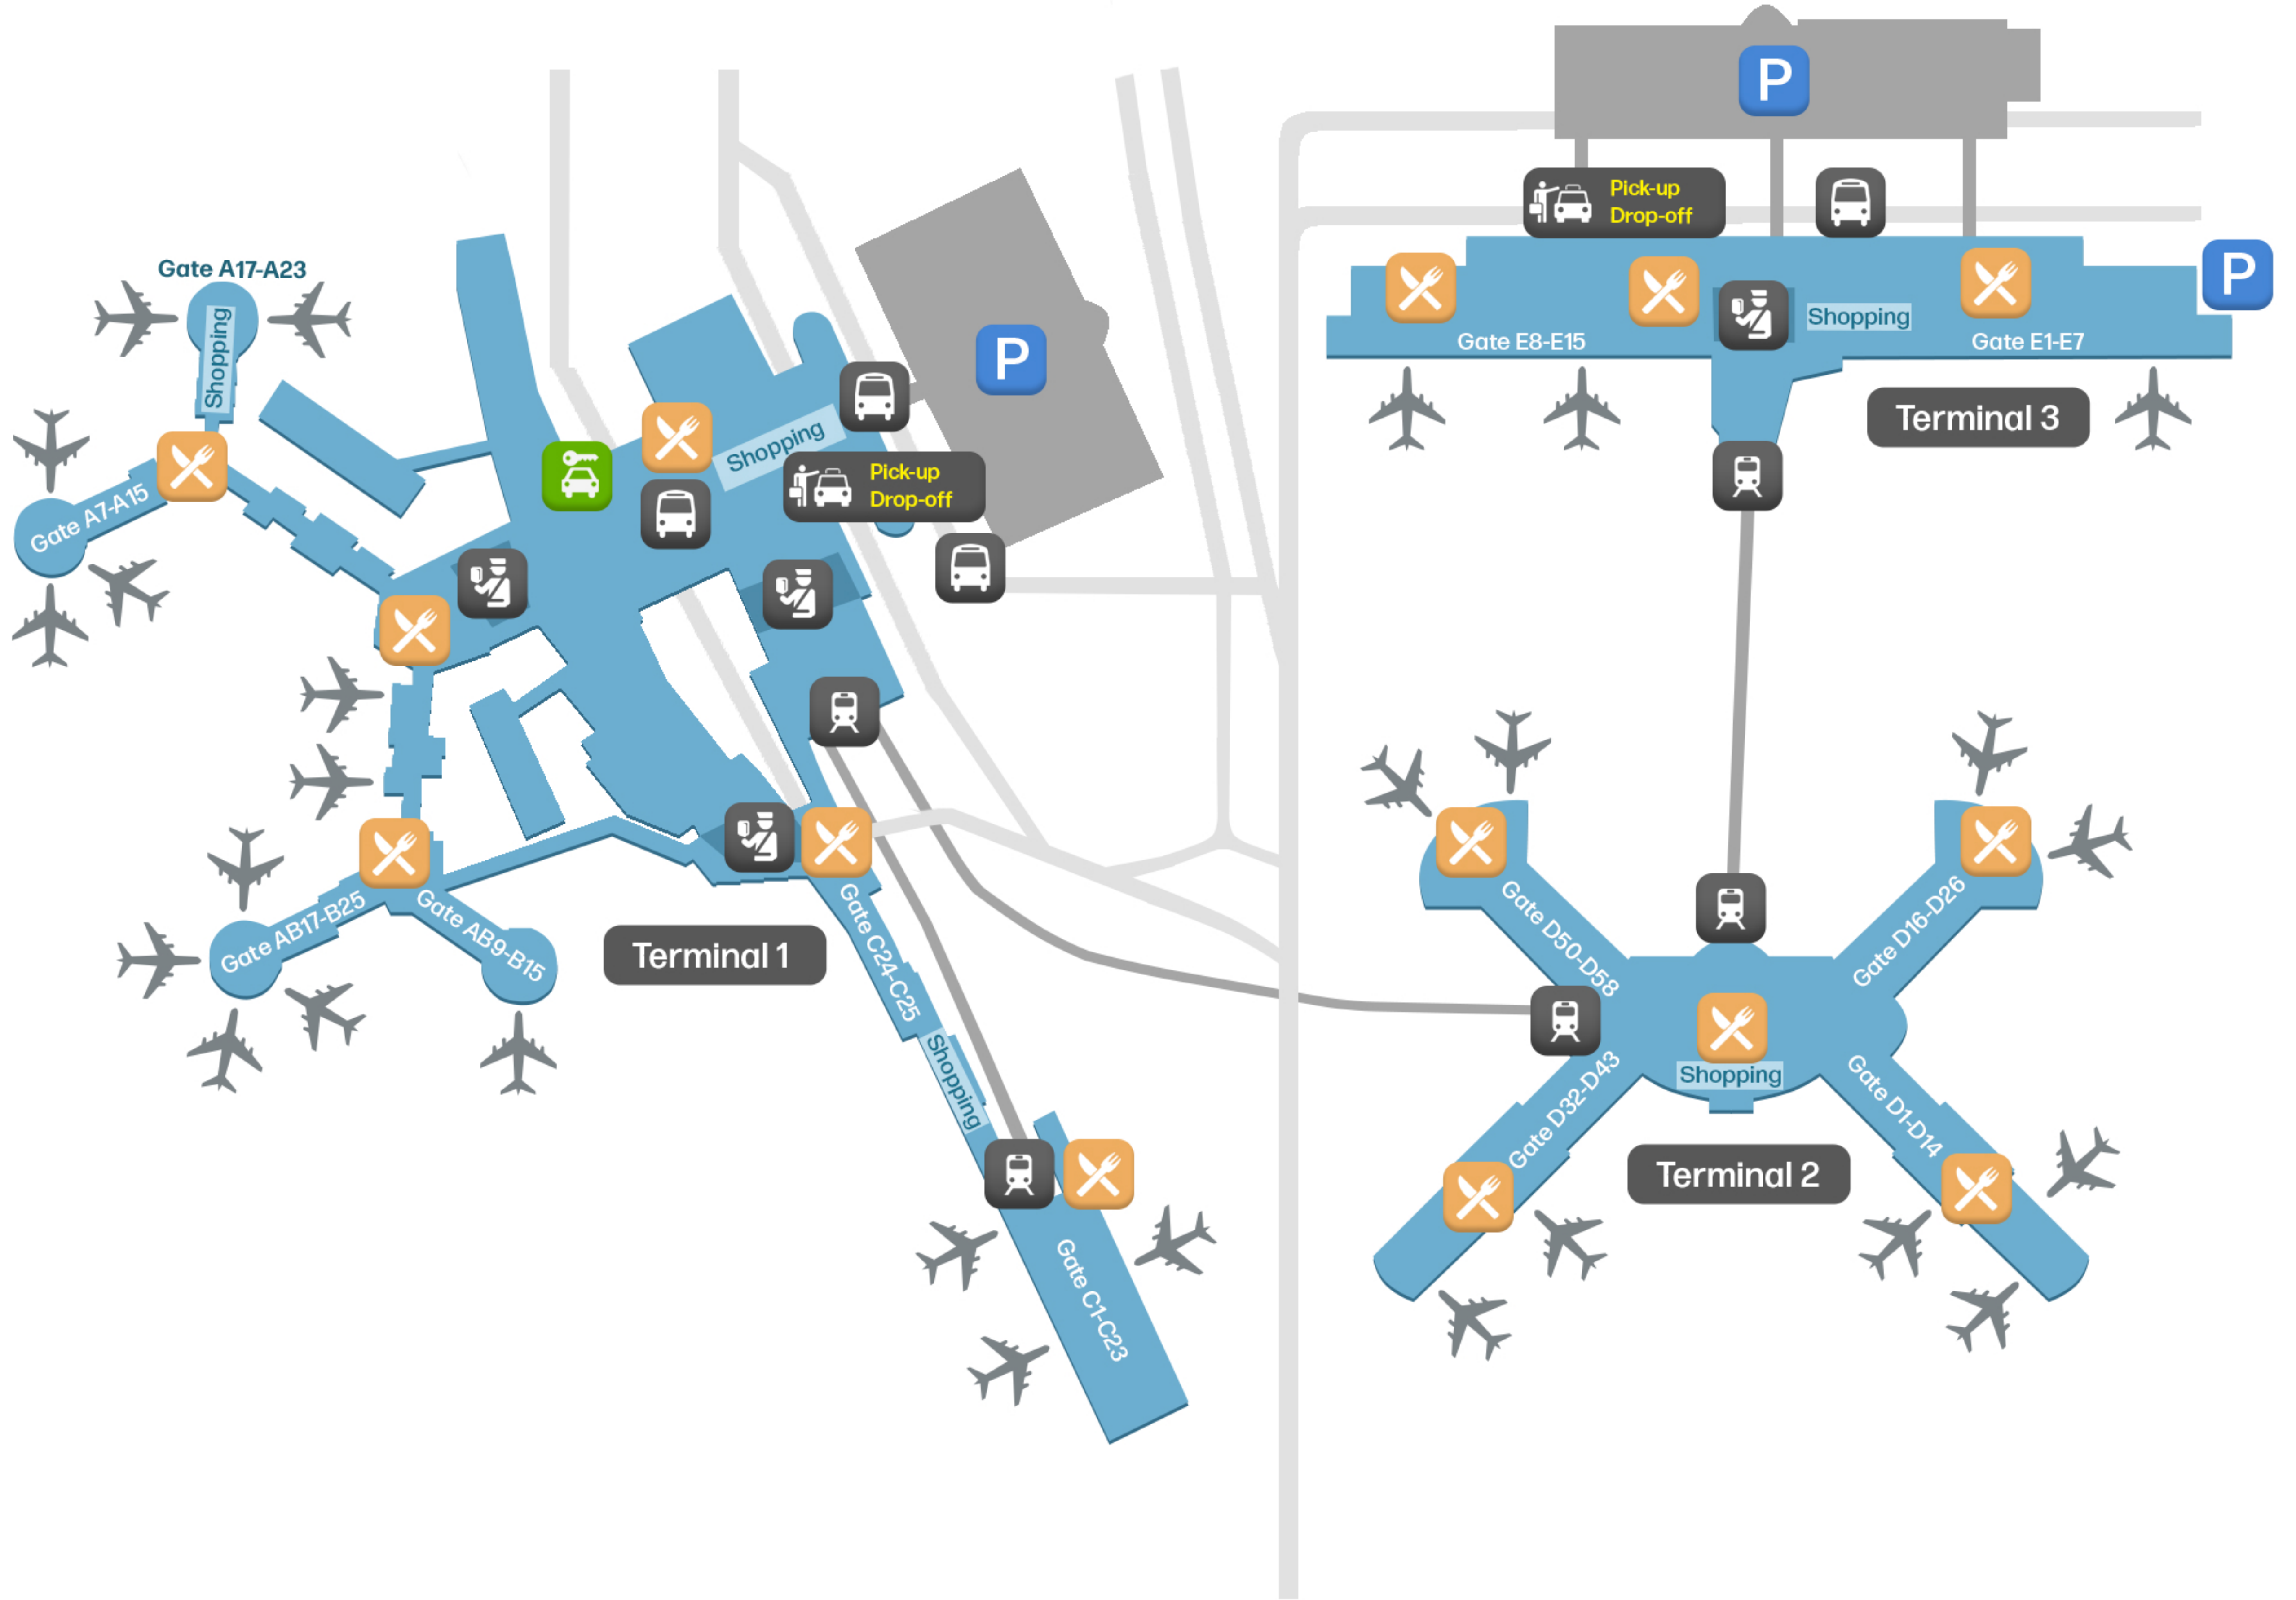 P
Pick-up
Drop-off
Gate A17-A23
Shopping
P
Shopping
Gate E8-E15
Gate E1-E7
P
Terminal 3
Shopping
Pick-up
Drop-off
Gate A7-A15
Gate AB17-B25
Gate AB9-B15
Terminal 1
Gate C24-C25
Shopping
Gate C1-C23
Gate D50-D58
Gate D16-D26
Shopping
Gate D32-D43
Gate D1-D14
Terminal 2